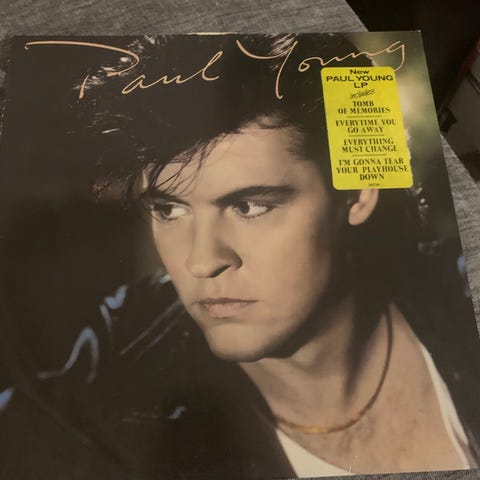 Paul Young
New
PAUL YOUNG
LP
includes
TOMB
OF MEMORIES
EVERYTIME YOU
GO AWAY
EVERYTHING
MUST CHANGE
I'M GONNA TEAR
YOUR PLAYHOUSE
DOWN